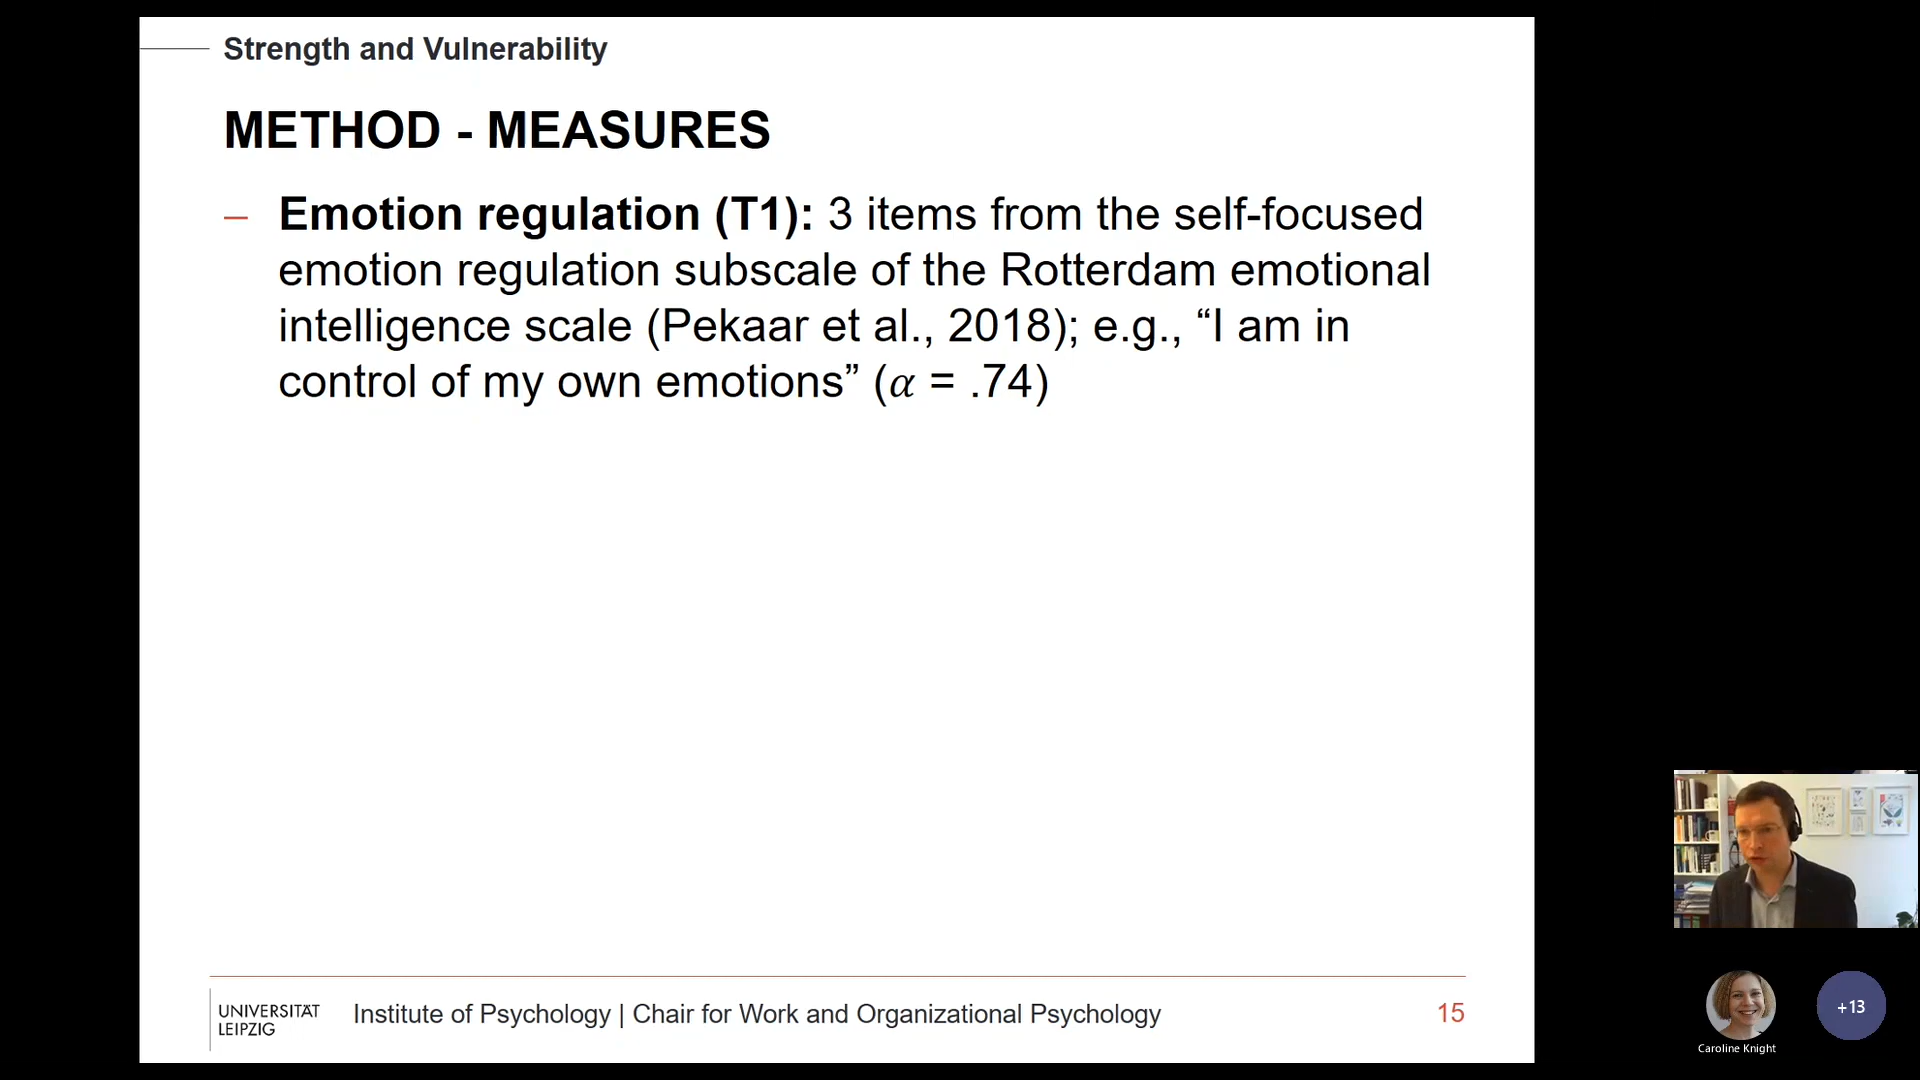 Strength and Vulnerability
METHOD - MEASURES
– Emotion regulation (T1): 3 items from the self-focused
emotion regulation subscale of the Rotterdam emotional
intelligence scale (Pekaar et al., 2018); e.g., “I am in
control of my own emotions” (α = .74)
UNIVERSITÄT
LEIPZIG
Institute of Psychology | Chair for Work and Organizational Psychology
15
+13
Caroline Knight